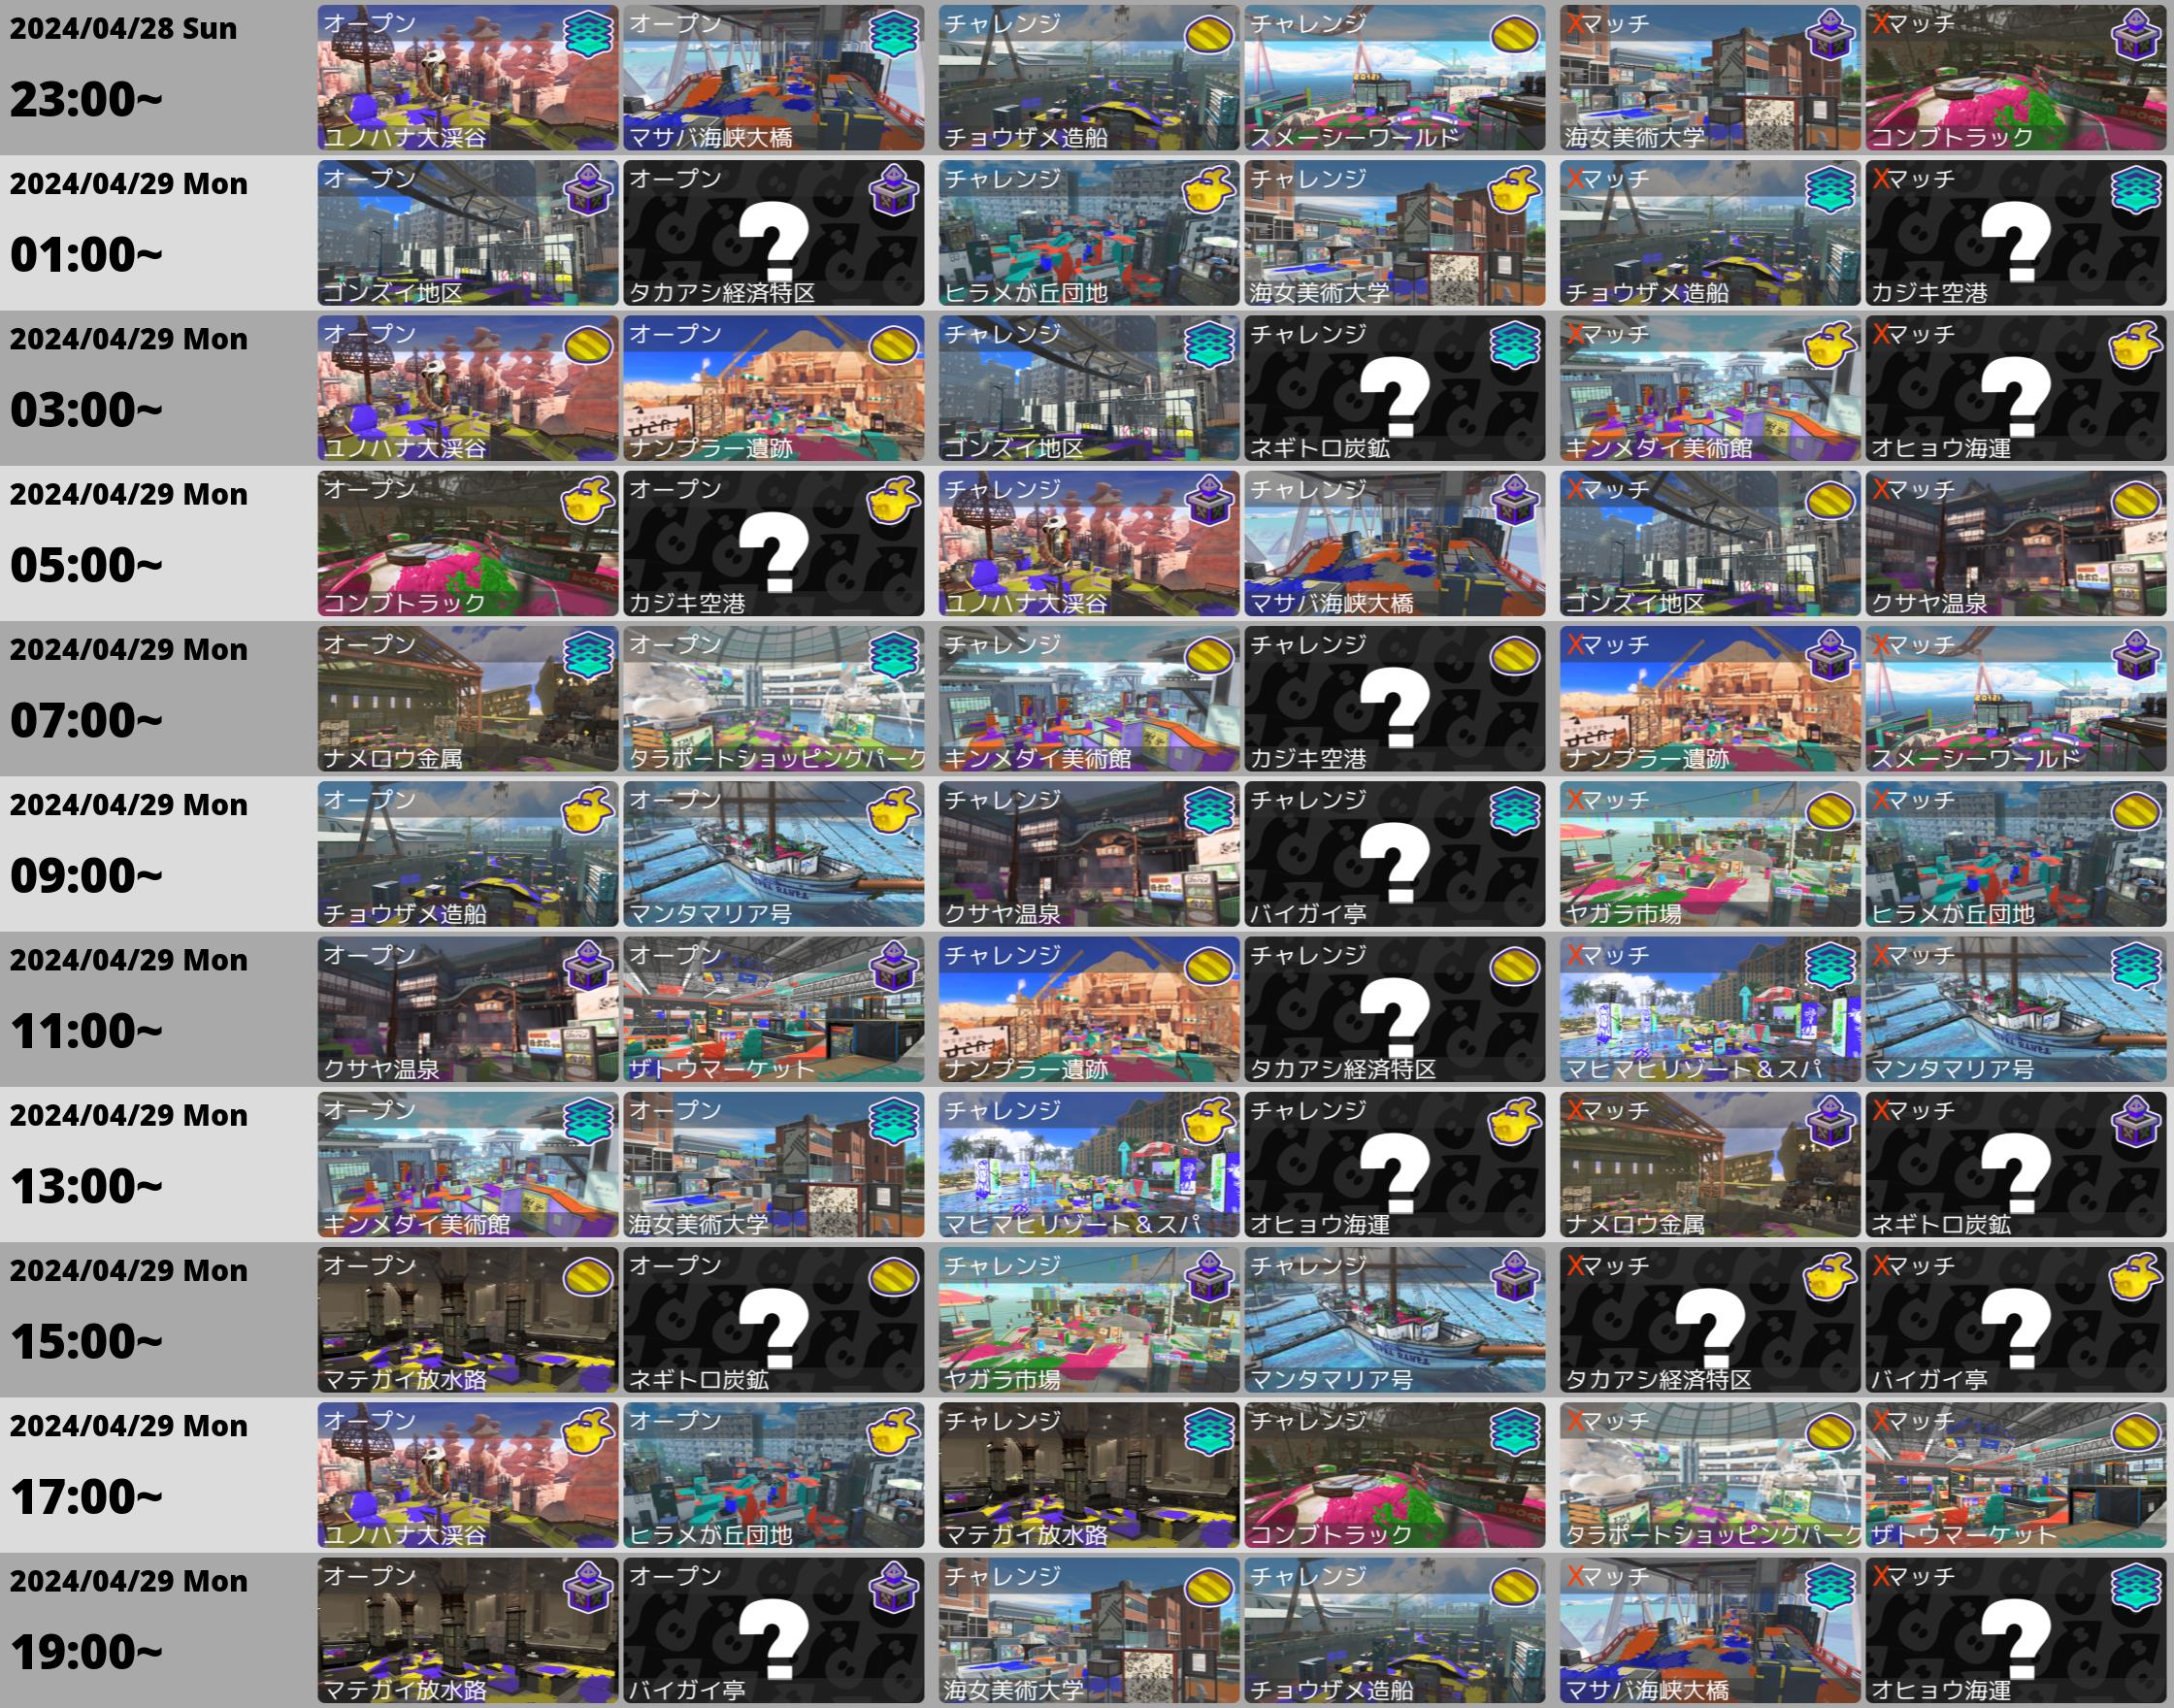 2024/04/28 Sun
23:00~
オープン オープン チャレンジ チャレンジ Xマッチ Xマッチ
ユノハナ大渓谷 マサバ海峡大橋 チョウザメ造船 スメーシーワールド 海女美術大学 コンブトラック
2024/04/29 Mon
01:00~
オープン オープン チャレンジ チャレンジ Xマッチ Xマッチ
? ?
ゴンズイ地区 タカアシ経済特区 ヒラメが丘団地 海女美術大学 チョウザメ造船 カジキ空港
2024/04/29 Mon
03:00~
オープン オープン チャレンジ チャレンジ Xマッチ Xマッチ
? ?
ユノハナ大渓谷 ナンプラー遺跡 ゴンズイ地区 ネギトロ炭鉱 キンメダイ美術館 オヒョウ海運
2024/04/29 Mon
05:00~
オープン オープン チャレンジ チャレンジ Xマッチ Xマッチ
?
コンブトラック カジキ空港 ユノハナ大渓谷 マサバ海峡大橋 ゴンズイ地区 クサヤ温泉
2024/04/29 Mon
07:00~
オープン オープン チャレンジ チャレンジ Xマッチ Xマッチ
?
ナメロウ金属 タラポートショッピングパーク キンメダイ美術館 カジキ空港 ナンプラー遺跡 スメーシーワールド
2024/04/29 Mon
09:00~
オープン オープン チャレンジ チャレンジ Xマッチ Xマッチ
?
チョウザメ造船 マンタマリア号 クサヤ温泉 バイガイ亭 ヤガラ市場 ヒラメが丘団地
2024/04/29 Mon
11:00~
オープン オープン チャレンジ チャレンジ Xマッチ Xマッチ
?
クサヤ温泉 ザトウマーケット ナンプラー遺跡 タカアシ経済特区 マヒマヒリゾート＆スパ マンタマリア号
2024/04/29 Mon
13:00~
オープン オープン チャレンジ チャレンジ Xマッチ Xマッチ
? ?
キンメダイ美術館 海女美術大学 マヒマヒリゾート＆スパ オヒョウ海運 ナメロウ金属 ネギトロ炭鉱
2024/04/29 Mon
15:00~
オープン オープン チャレンジ チャレンジ Xマッチ Xマッチ
? ? ?
マテガイ放水路 ネギトロ炭鉱 ヤガラ市場 マンタマリア号 タカアシ経済特区 バイガイ亭
2024/04/29 Mon
17:00~
オープン オープン チャレンジ チャレンジ Xマッチ Xマッチ
ユノハナ大渓谷 ヒラメが丘団地 マテガイ放水路 コンブトラック タラポートショッピングパーク ザトウマーケット
2024/04/29 Mon
19:00~
オープン オープン チャレンジ チャレンジ Xマッチ Xマッチ
? ?
マテガイ放水路 バイガイ亭 海女美術大学 チョウザメ造船 マサバ海峡大橋 オヒョウ海運